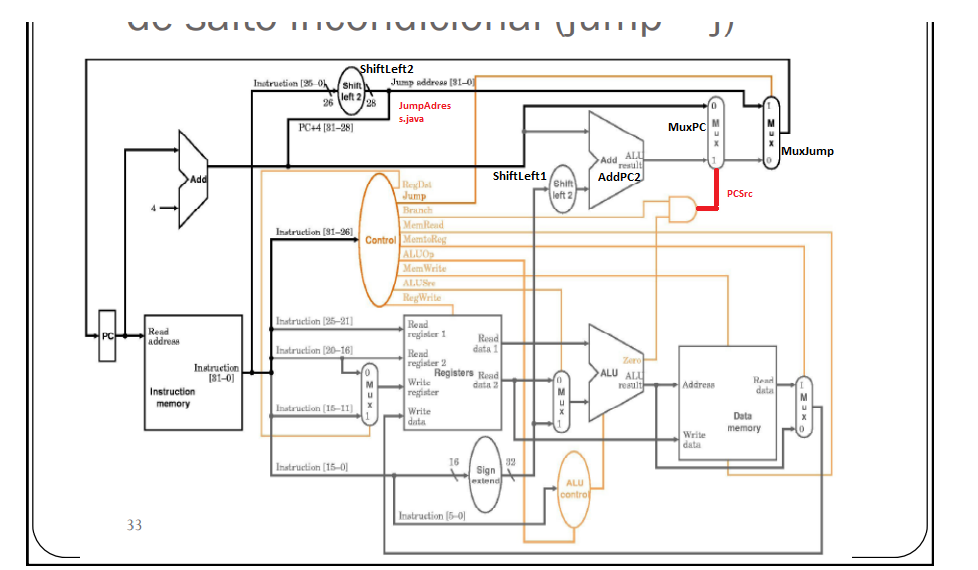 de salto incondicional (jump – j)
ShiftLeft2
Instruction [25–0]
Shift
left 2
Jump address [31–0]
26
28
JumpAdres
s.java
PC+4 [31–28]
MuxPC
0
M
u
x
1
1
M
u
x
0
MuxJump
Add
4
Add
ALU
result
AddPC2
ShiftLeft1
Shift
left 2
PCSrc
RegDst
Jump
Branch
MemRead
MemtoReg
ALUOp
MemWrite
ALUSrc
RegWrite
Instruction [31–26]
Control
PC
Read
address
Instruction
[31–0]
Instruction
memory
Instruction [25–21]
Instruction [20–16]
Instruction [15–11]
0
M
u
x
1
Read
register 1
Read
register 2
Write
register
Write
data
Registers
Read
data 1
Read
data 2
0
M
u
x
1
Zero
ALU
ALU
result
Address
Read
data
Data
memory
Write
data
1
M
u
x
0
Instruction [15–0]
16
Sign
extend
32
ALU
control
Instruction [5–0]
33